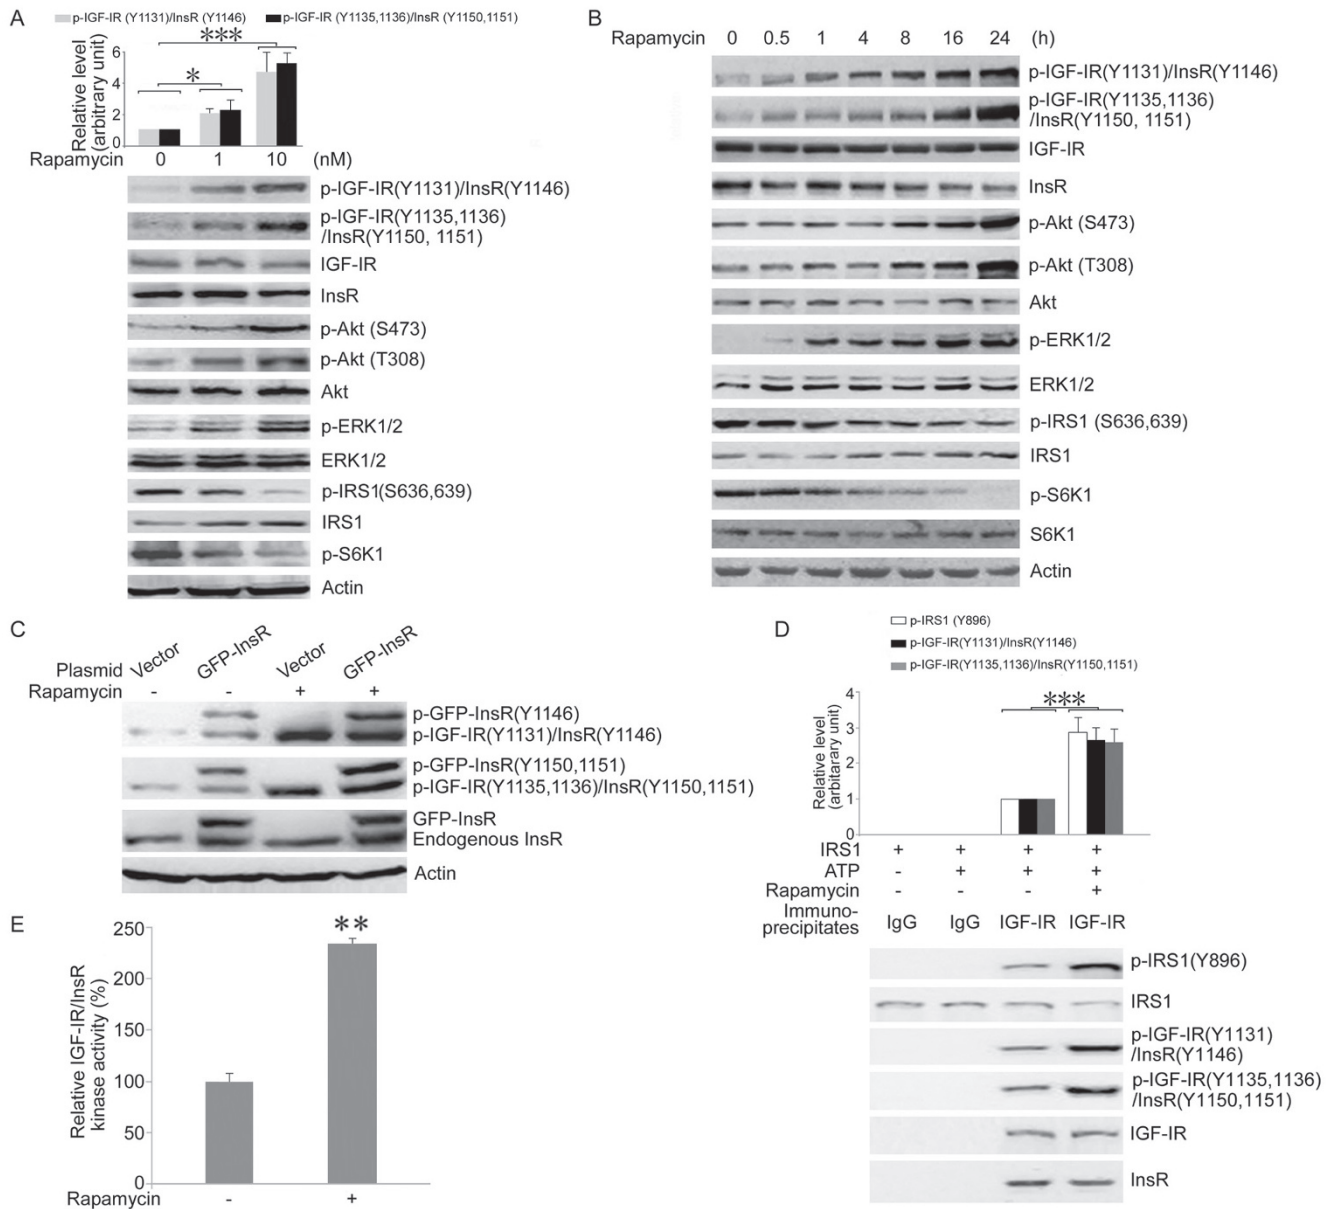 A
p-IGF-IR (Y1131)/InsR (Y1146)
p-IGF-IR (Y1135,1136)/InsR (Y1150,1151)
Relative level
(arbitrary unit)
6
4
2
0
***
*
Rapamycin 0 1 10 (nM)
p-IGF-IR(Y1131)/InsR(Y1146)
p-IGF-IR(Y1135,1136)
/InsR(Y1150, 1151)
IGF-IR
InsR
p-Akt (S473)
p-Akt (T308)
Akt
p-ERK1/2
ERK1/2
p-IRS1(S636,639)
IRS1
p-S6K1
Actin
B
Rapamycin 0 0.5 1 4 8 16 24 (h)
p-IGF-IR(Y1131)/InsR(Y1146)
p-IGF-IR(Y1135,1136)
/InsR(Y1150, 1151)
IGF-IR
InsR
p-Akt (S473)
p-Akt (T308)
Akt
p-ERK1/2
ERK1/2
p-IRS1 (S636,639)
IRS1
p-S6K1
S6K1
Actin
C
Plasmid Vector GFP-InsR Vector GFP-InsR
Rapamycin - - + +
p-GFP-InsR(Y1146)
p-IGF-IR(Y1131)/InsR(Y1146)
p-GFP-InsR(Y1150,1151)
p-IGF-IR(Y1135,1136)/InsR(Y1150,1151)
GFP-InsR
Endogenous InsR
Actin
D
p-IRS1 (Y896)
p-IGF-IR(Y1131)/InsR(Y1146)
p-IGF-IR(Y1135,1136)/InsR(Y1150,1151)
Relative level
(arbitarary unit)
4
3
2
1
0
***
IRS1 + + + +
ATP - + + +
Rapamycin - - - +
Immuno-
precipitates IgG IgG IGF-IR IGF-IR
p-IRS1(Y896)
IRS1
p-IGF-IR(Y1131)
/InsR(Y1146)
p-IGF-IR(Y1135,1136)
/InsR(Y1150,1151)
IGF-IR
InsR
E
Relative IGF-IR/InsR
kinase activity (%)
250
200
150
100
50
0
**
Rapamycin - +